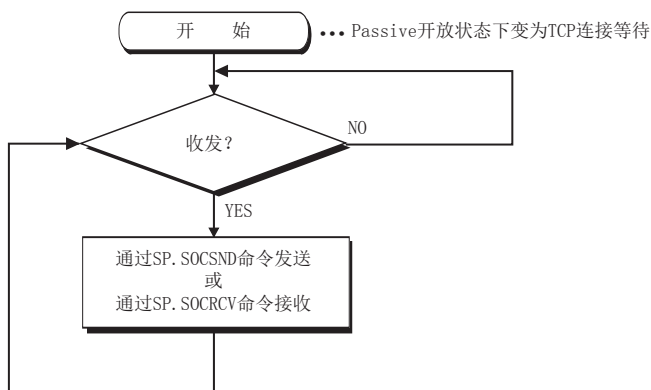 开　始
••• Passive开放状态下变为TCP连接等待
收发？
NO
YES
通过SP.SOCSND命令发送
或
通过SP.SOCRCV命令接收